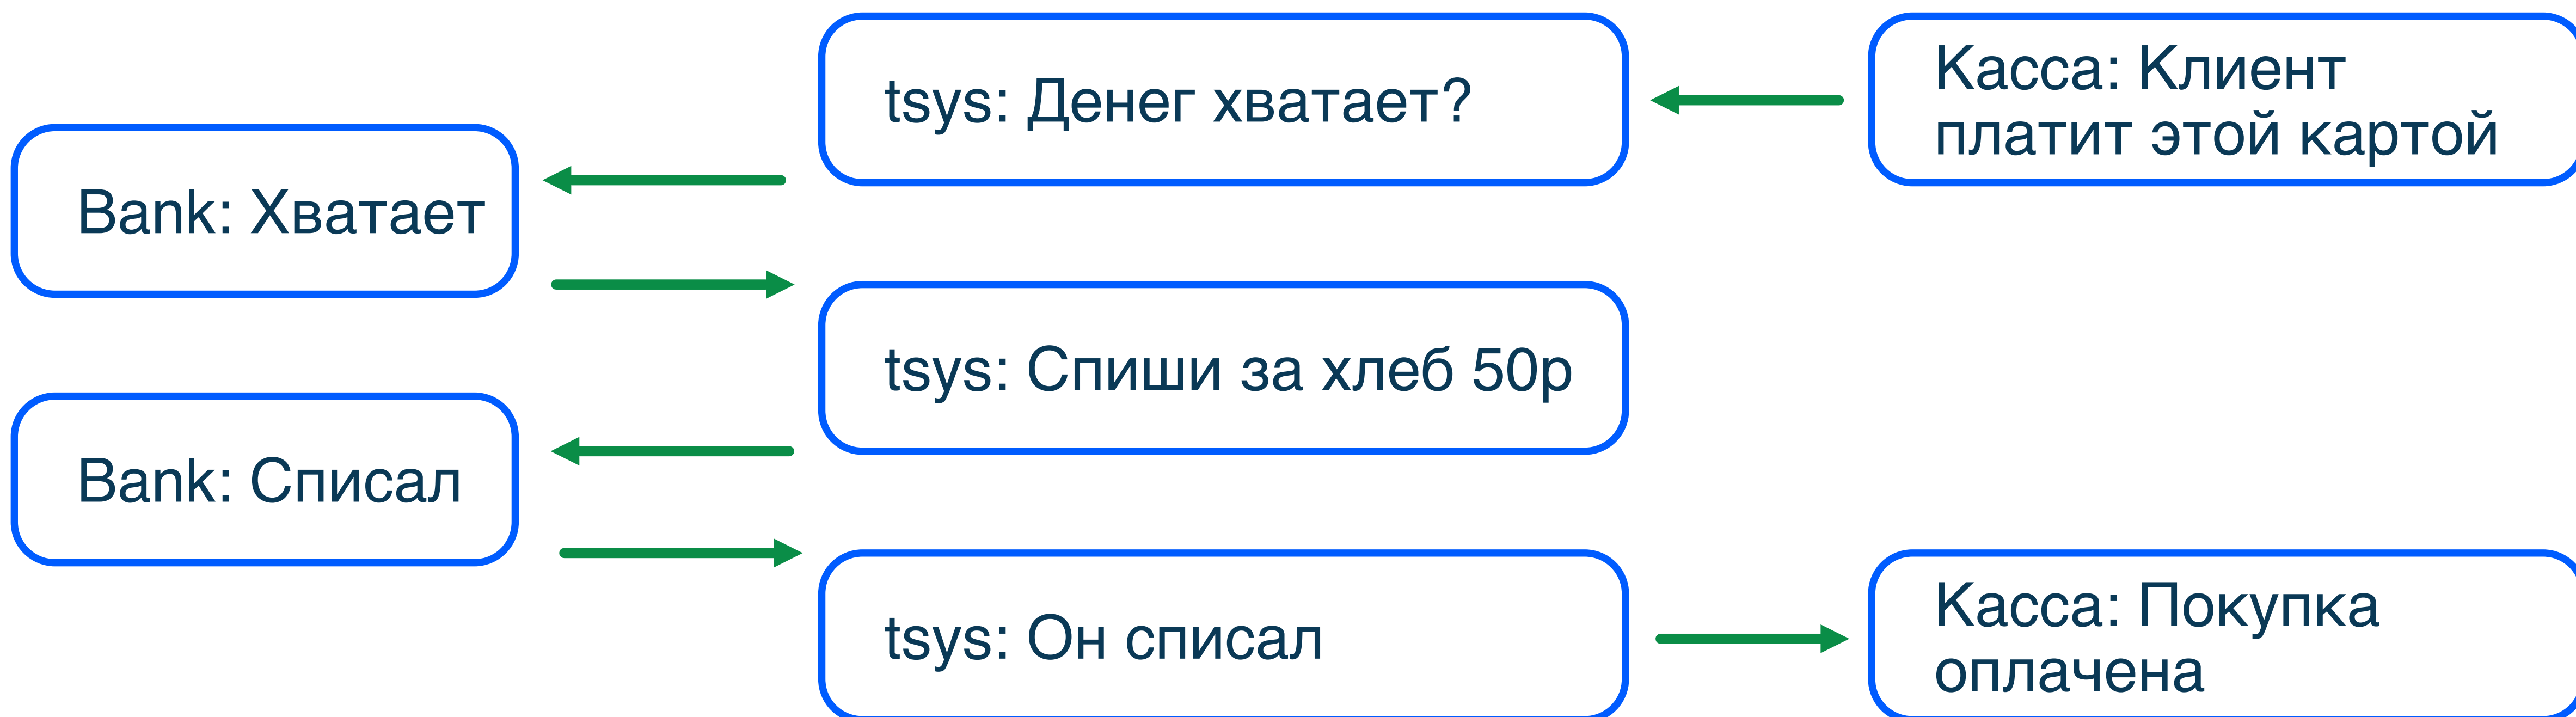 tsys: Денег хватает?
Касса: Клиент
платит этой картой
Bank: Хватает
tsys: Спиши за хлеб 50р
Bank: Списал
tsys: Он списал
Касса: Покупка
оплачена